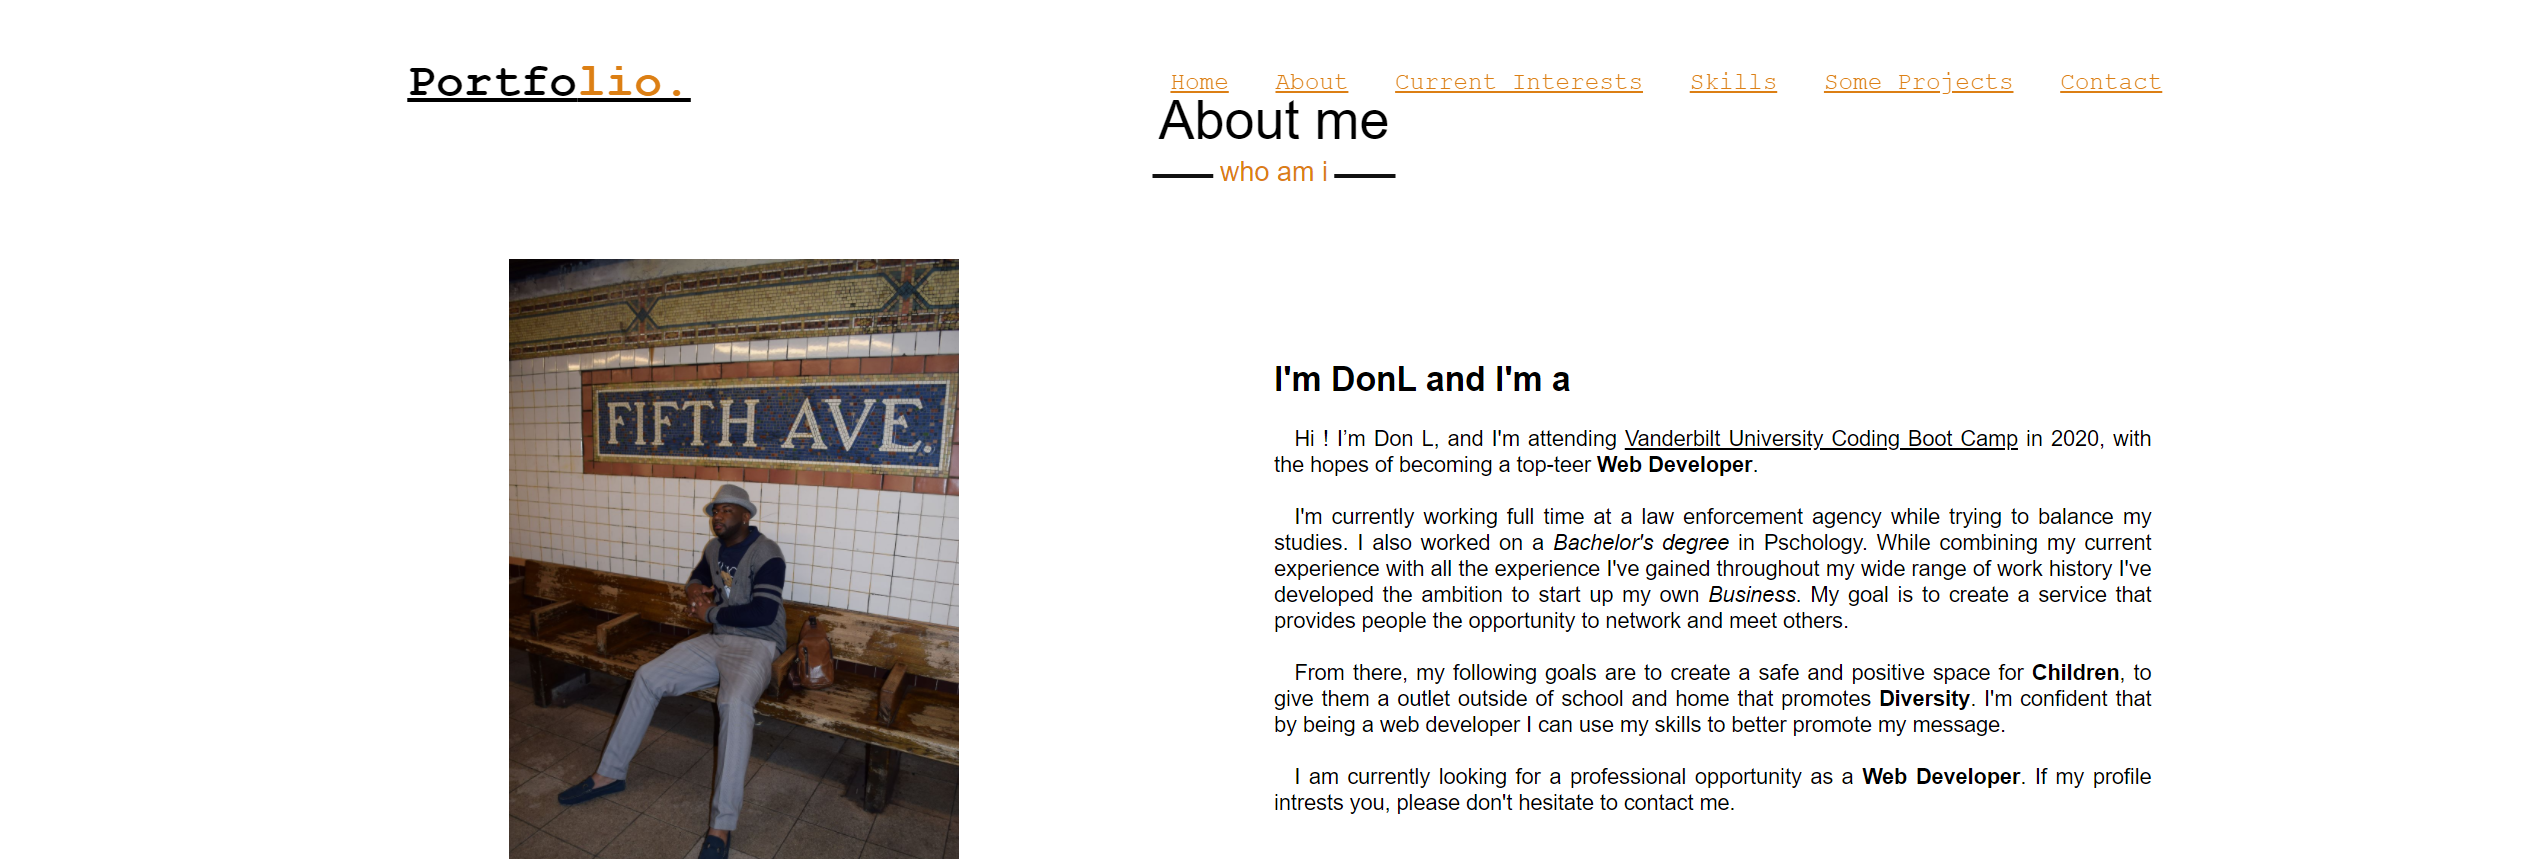 Portfolio.
Home About Current Interests Skills Some Projects Contact
About me
who am i
FIFTH AVE.
I'm DonL and I'm a
Hi ! I’m Don L, and I'm attending Vanderbilt University Coding Boot Camp in 2020, with
the hopes of becoming a top-teer Web Developer.
I'm currently working full time at a law enforcement agency while trying to balance my
studies. I also worked on a Bachelor's degree in Pschology. While combining my current
experience with all the experience I've gained throughout my wide range of work history I've
developed the ambition to start up my own Business. My goal is to create a service that
provides people the opportunity to network and meet others.
From there, my following goals are to create a safe and positive space for Children, to
give them a outlet outside of school and home that promotes Diversity. I'm confident that
by being a web developer I can use my skills to better promote my message.
I am currently looking for a professional opportunity as a Web Developer. If my profile
intrests you, please don't hesitate to contact me.